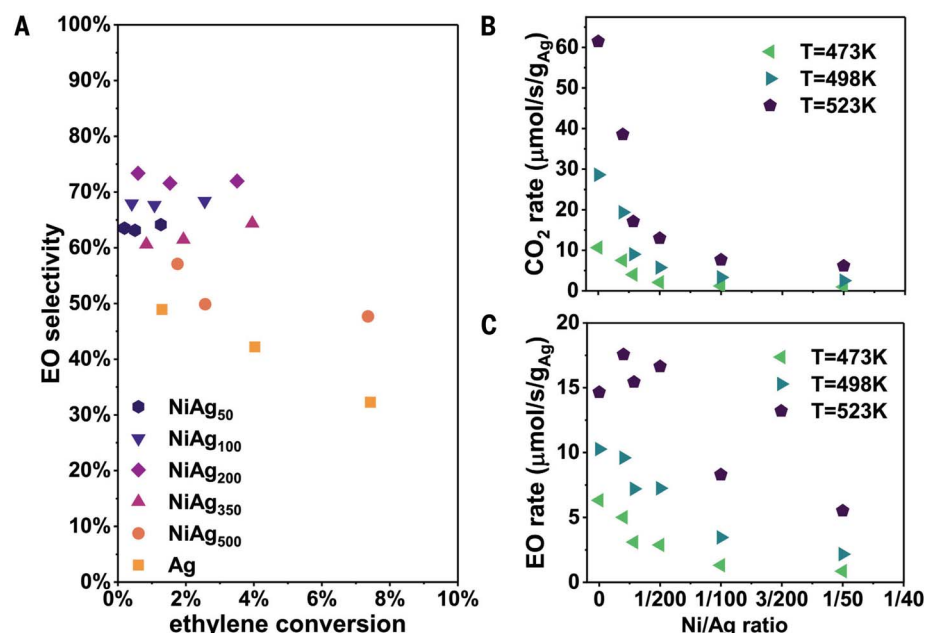 A
EO selectivity
100%
90%
80%
70%
60%
50%
40%
30%
20%
10%
0%
NiAg50
NiAg100
NiAg200
NiAg350
NiAg500
Ag
0% 2% 4% 6% 8% 10%
ethylene conversion
B
CO2 rate (μmol/s/gAg)
60
50
40
30
20
10
0
T=473K
T=498K
T=523K
C
EO rate (μmol/s/gAg)
20
15
10
5
0
T=473K
T=498K
T=523K
0 1/200 1/100 3/200 1/50 1/40
Ni/Ag ratio